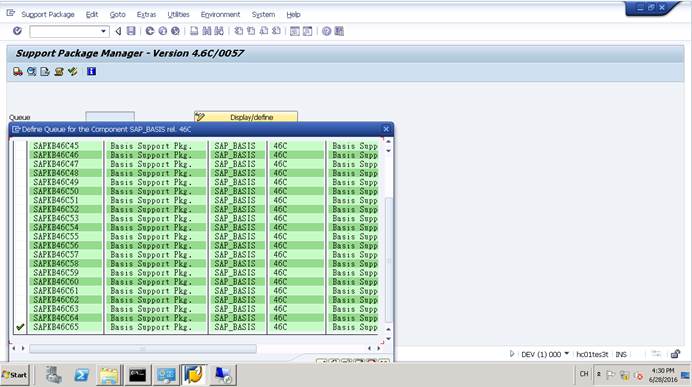 Support Package Edit Goto Extras Utilities Environment System Help
Support Package Manager - Version 4.6C/0057
Queue Display/define
Define Queue for the Component SAP_BASIS rel. 46C
SAPKB46C45 Basis Support Pkg. SAP_BASIS 46C Basis Supp
SAPKB46C46 Basis Support Pkg. SAP_BASIS 46C Basis Supp
SAPKB46C47 Basis Support Pkg. SAP_BASIS 46C Basis Supp
SAPKB46C48 Basis Support Pkg. SAP_BASIS 46C Basis Supp
SAPKB46C49 Basis Support Pkg. SAP_BASIS 46C Basis Supp
SAPKB46C50 Basis Support Pkg. SAP_BASIS 46C Basis Supp
SAPKB46C51 Basis Support Pkg. SAP_BASIS 46C Basis Supp
SAPKB46C52 Basis Support Pkg. SAP_BASIS 46C Basis Supp
SAPKB46C53 Basis Support Pkg. SAP_BASIS 46C Basis Supp
SAPKB46C54 Basis Support Pkg. SAP_BASIS 46C Basis Supp
SAPKB46C55 Basis Support Pkg. SAP_BASIS 46C Basis Supp
SAPKB46C56 Basis Support Pkg. SAP_BASIS 46C Basis Supp
SAPKB46C57 Basis Support Pkg. SAP_BASIS 46C Basis Supp
SAPKB46C58 Basis Support Pkg. SAP_BASIS 46C Basis Supp
SAPKB46C59 Basis Support Pkg. SAP_BASIS 46C Basis Supp
SAPKB46C60 Basis Support Pkg. SAP_BASIS 46C Basis Supp
SAPKB46C61 Basis Support Pkg. SAP_BASIS 46C Basis Supp
SAPKB46C62 Basis Support Pkg. SAP_BASIS 46C Basis Supp
SAPKB46C63 Basis Support Pkg. SAP_BASIS 46C Basis Supp
SAPKB46C64 Basis Support Pkg. SAP_BASIS 46C Basis Supp
SAPKB46C65 Basis Support Pkg. SAP_BASIS 46C Basis Supp
DEV (1) 000 hc01tes3t INS
Start CH 4:30 PM
6/28/2016